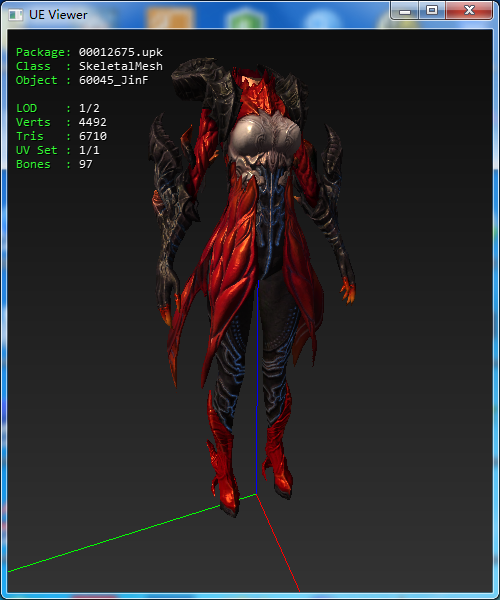 UE Viewer
Package: 00012675.upk
Class : SkeletalMesh
Object : 60045_JinF
LOD : 1/2
Verts : 4492
Tris : 6710
UV Set : 1/1
Bones : 97